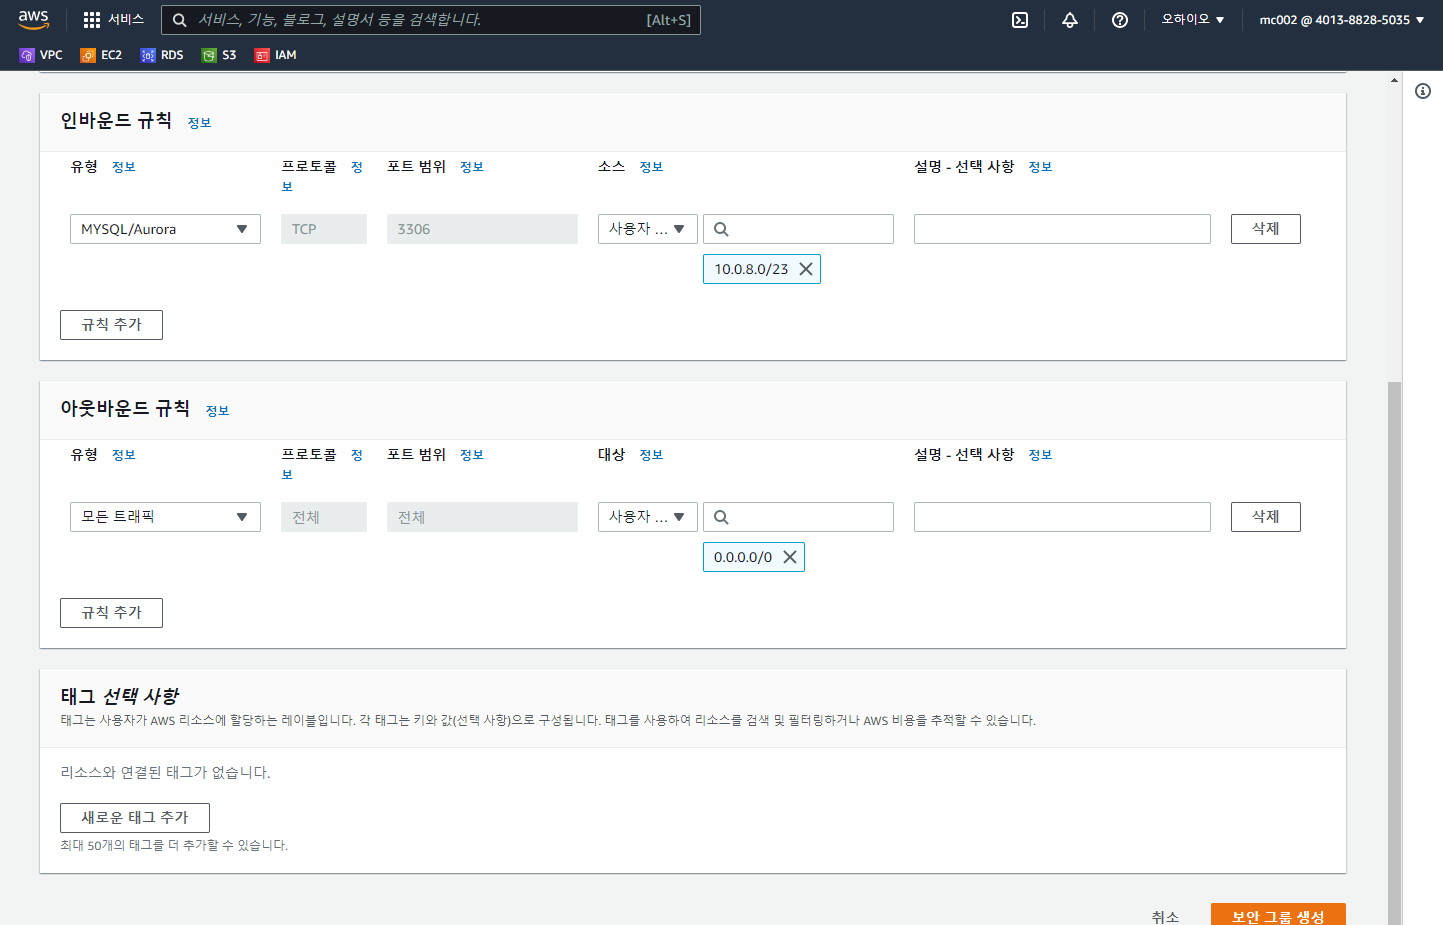 aws
서비스
서비스, 기능, 블로그, 설명서 등을 검색합니다.
[Alt+S]
오하이오
mc002 @ 4013-8828-5035
VPC
EC2
RDS
S3
IAM
인바운드 규칙 정보
유형 정보
프로토콜 정
보
포트 범위 정보
소스 정보
설명 - 선택 사항 정보
MYSQL/Aurora
TCP
3306
사용자 ...
삭제
10.0.8.0/23
규칙 추가
아웃바운드 규칙 정보
유형 정보
프로토콜 정
보
포트 범위 정보
대상 정보
설명 - 선택 사항 정보
모든 트래픽
전체
전체
사용자 ...
삭제
0.0.0.0/0
규칙 추가
태그 선택 사항
태그는 사용자가 AWS 리소스에 할당하는 레이블입니다. 각 태그는 키와 값(선택 사항)으로 구성됩니다. 태그를 사용하여 리소스를 검색 및 필터링하거나 AWS 비용을 추적할 수 있습니다.
리소스와 연결된 태그가 없습니다.
새로운 태그 추가
최대 50개의 태그를 더 추가할 수 있습니다.
취소
보안 그룹 생성